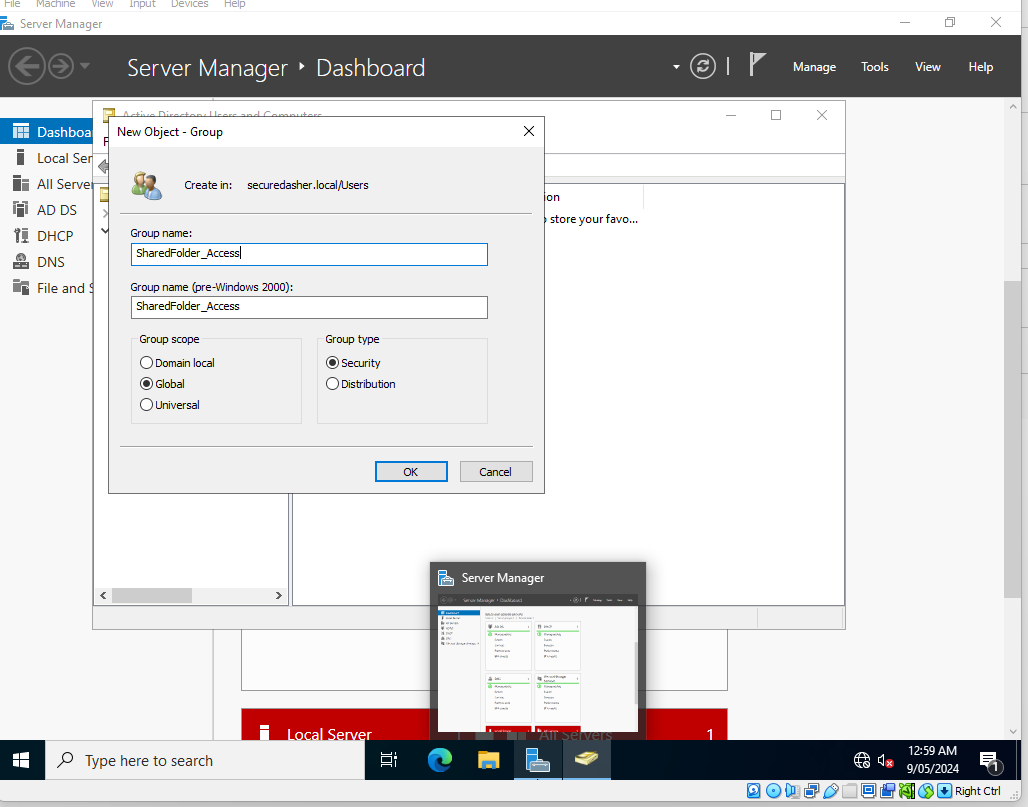 File Machine View Input Devices Help
Server Manager
Server Manager Dashboard
Manage Tools View Help
Active Directory Users and Computers
Dashboa
New Object - Group
Local Ser
All Server
Create in: securedasher.local/Users
AD DS
ion
o store your favo...
DHCP
Group name:
DNS
SharedFolder_Access
File and S
Group name (pre-Windows 2000):
SharedFolder_Access
Group scope Group type
Domain local Security
Global Distribution
Universal
OK Cancel
Server Manager
Server Manager Dashboard
Local Server 1 All Servers 1
Type here to search
12:59 AM
9/05/2024
1
Right Ctrl